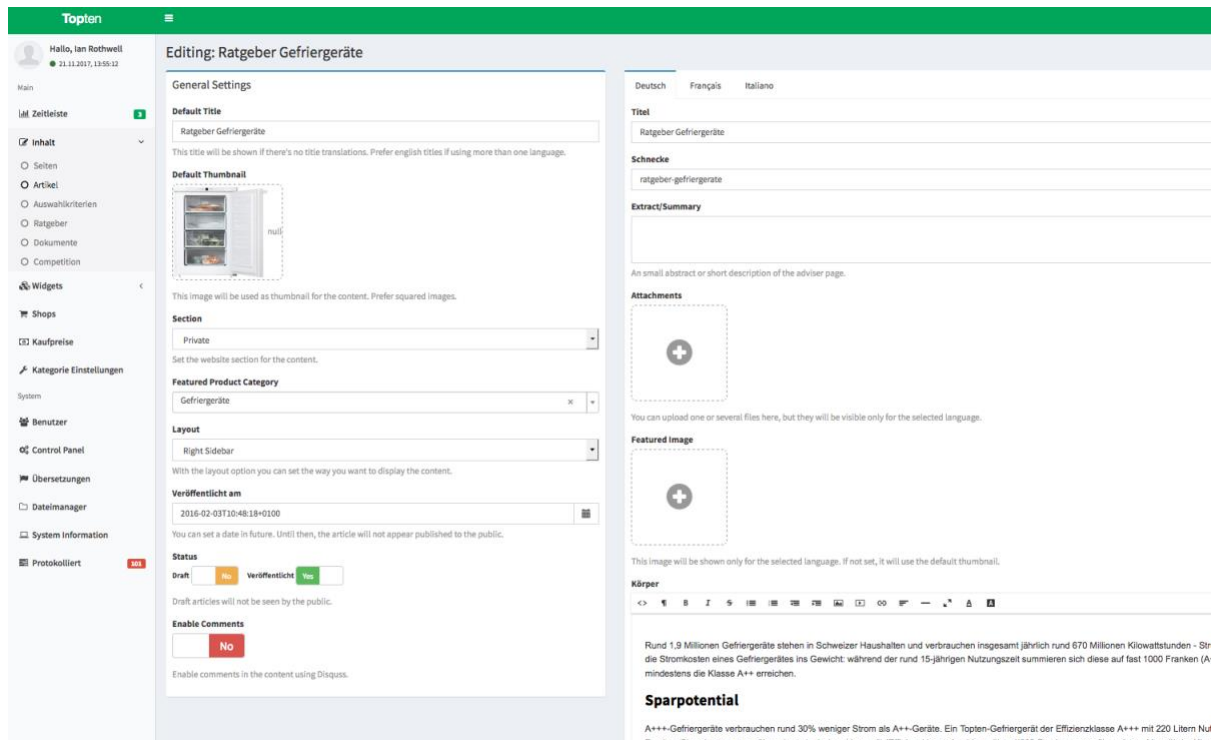 Topten
Hallo, Ian Rothwell
21.11.2017, 13:55:12
Main
Zeitleiste 3
Inhalt
Seiten
Artikel
Auswahlkriterien
Ratgeber
Dokumente
Competition
Widgets
Shops
Kaufpreise
Kategorie Einstellungen
System
Benutzer
Control Panel
Übersetzungen
Dateimanager
System Information
Protokolliert 101
Editing: Ratgeber Gefriergeräte
General Settings
Default Title
Ratgeber Gefriergeräte
This title will be shown if there's no title translations. Prefer english titles if using more than one language.
Default Thumbnail
null
This image will be used as thumbnail for the content. Prefer squared images.
Section
Private
Set the website section for the content.
Featured Product Category
Gefriergeräte ×
Layout
Right Sidebar
With the layout option you can set the way you want to display the content.
Veröffentlicht am
2016-02-03T10:48:18+0100
You can set a date in future. Until then, the article will not appear published to the public.
Status
Draft No Veröffentlicht Yes
Draft articles will not be seen by the public.
Enable Comments
No
Enable comments in the content using Disquss.
Deutsch Français Italiano
Titel
Ratgeber Gefriergeräte
Schnecke
ratgeber-gefriergerate
Extract/Summary
An small abstract or short description of the adviser page.
Attachments
You can upload one or several files here, but they will be visible only for the selected language.
Featured Image
This image will be shown only for the selected language. If not set, it will use the default thumbnail.
Körper
Rund 1,9 Millionen Gefriergeräte stehen in Schweizer Haushalten und verbrauchen insgesamt jährlich rund 670 Millionen Kilowattstunden - Str
die Stromkosten eines Gefriergerätes ins Gewicht: während der rund 15-jährigen Nutzungszeit summieren sich diese auf fast 1000 Franken (A
mindestens die Klasse A++ erreichen.
Sparpotential
A+++-Gefriergeräte verbrauchen rund 30% weniger Strom als A++-Geräte. Ein Topten-Gefriergerät der Effizienzklasse A+++ mit 220 Litern Nut